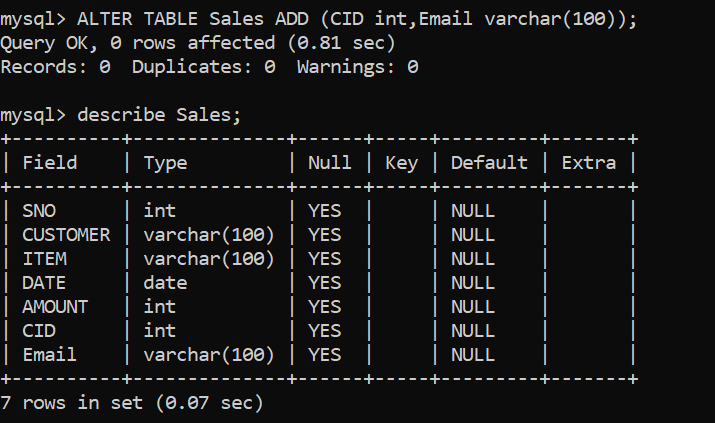 mysql> ALTER TABLE Sales ADD (CID int,Email varchar(100));
Query OK, 0 rows affected (0.81 sec)
Records: 0  Duplicates: 0  Warnings: 0

mysql> describe Sales;
+----------+--------------+------+-----+---------+-------+
| Field    | Type         | Null | Key | Default | Extra |
+----------+--------------+------+-----+---------+-------+
| SNO      | int          | YES  |     | NULL    |       |
| CUSTOMER | varchar(100) | YES  |     | NULL    |       |
| ITEM     | varchar(100) | YES  |     | NULL    |       |
| DATE     | date         | YES  |     | NULL    |       |
| AMOUNT   | int          | YES  |     | NULL    |       |
| CID      | int          | YES  |     | NULL    |       |
| Email    | varchar(100) | YES  |     | NULL    |       |
+----------+--------------+------+-----+---------+-------+
7 rows in set (0.07 sec)